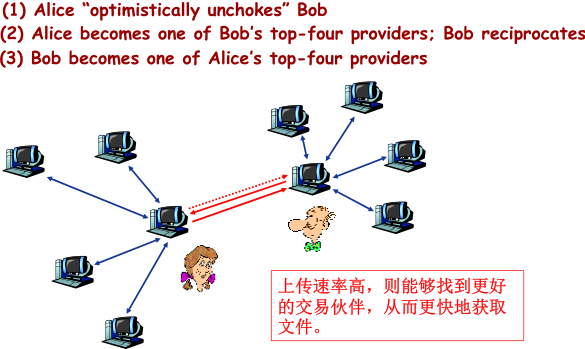 (1) Alice “optimistically unchokes” Bob
(2) Alice becomes one of Bob’s top-four providers; Bob reciprocates
(3) Bob becomes one of Alice’s top-four providers
上传速率高，则能够找到更好
的交易伙伴，从而更快地获取
文件。